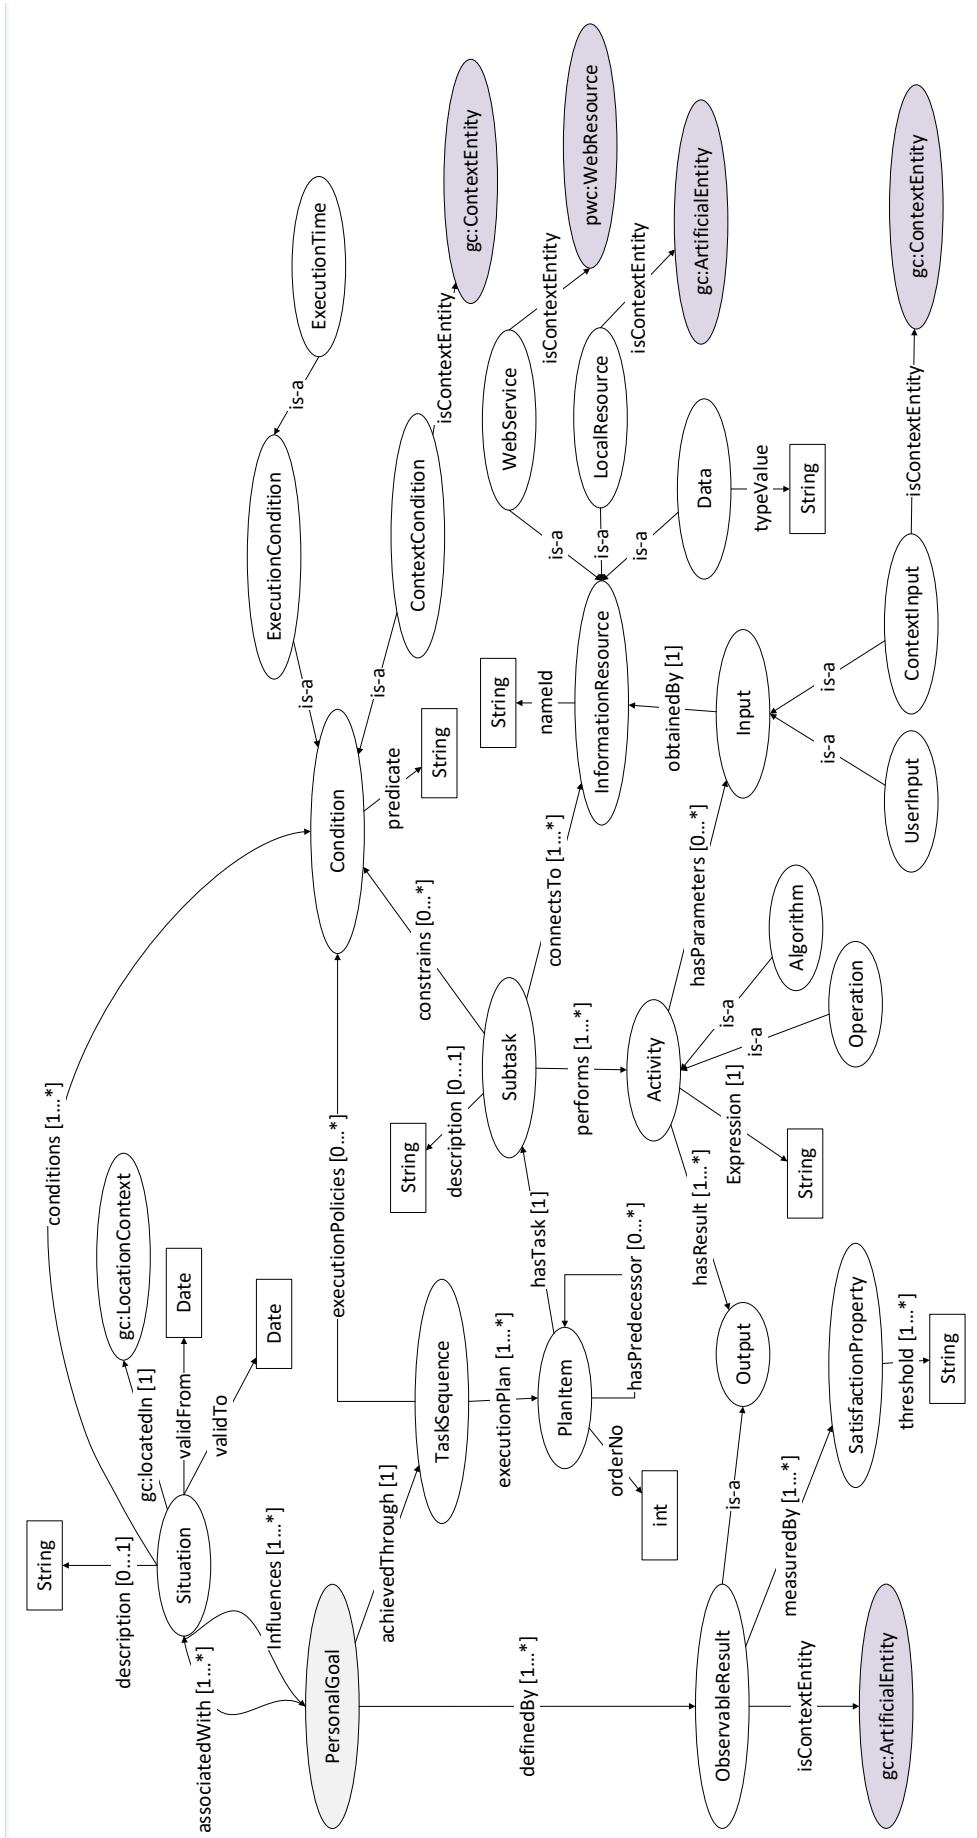 associatedWith [1...*]
description [0...1]
String
Situation
Influences [1...*]
gc:locatedIn [1]
validFrom
validTo
gc:LocationContext
Date
Date
conditions [1...*]
PersonalGoal
achievedThrough [1]
executionPolicies [0...*]
TaskSequence
executionPlan [1...*]
PlanItem
orderNo
int
hasPredecessor [0...*]
hasTask [1]
String
description [0...1]
Subtask
constrains [0...*]
connectsTo [1...*]
performs [1...*]
Condition
predicate
String
is-a
is-a
ExecutionCondition
is-a
ExecutionTime
ContextCondition
isContextEntity
gc:ContextEntity
String
nameId
InformationResource
is-a
is-a
is-a
WebService
isContextEntity
pwc:WebResource
LocalResource
isContextEntity
gc:ArtificialEntity
Data
typeValue
String
obtainedBy [1]
Input
is-a
is-a
UserInput
ContextInput
isContextEntity
gc:ContextEntity
Activity
hasParameters [0...*]
is-a
is-a
Algorithm
Operation
Expression [1]
String
hasResult [1...*]
Output
definedBy [1...*]
ObservableResult
is-a
measuredBy [1...*]
SatisfactionProperty
threshold [1...*]
String
isContextEntity
gc:ArtificialEntity